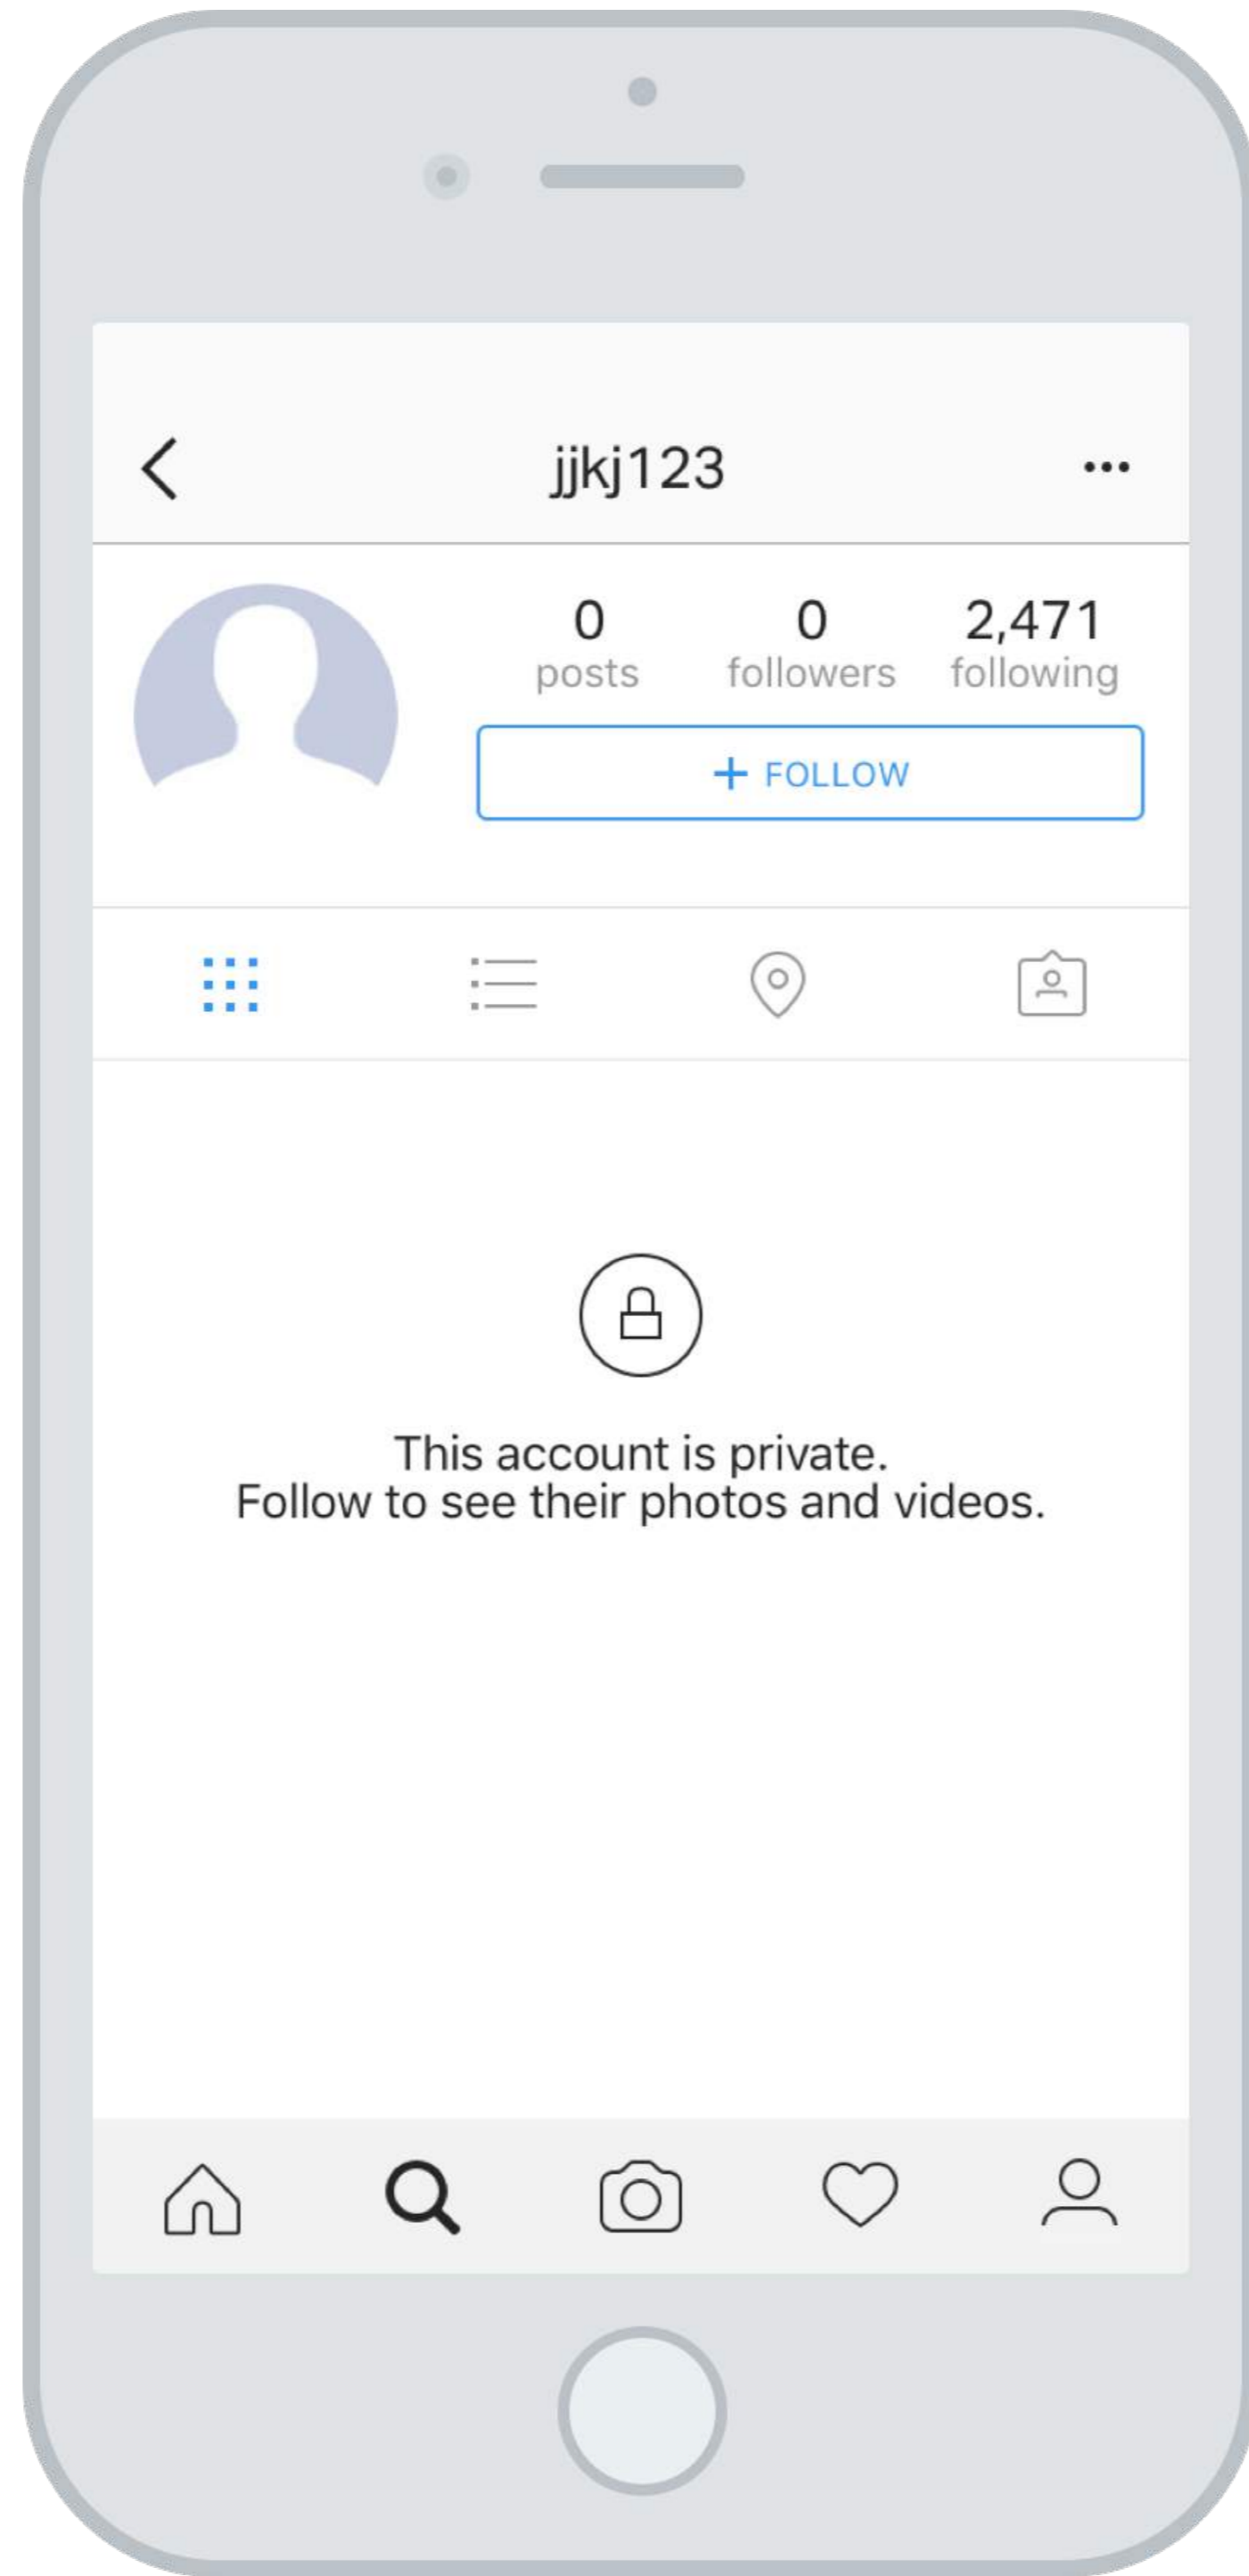 jjkj123
0 0 2,471
posts followers following
+ FOLLOW
This account is private.
Follow to see their photos and videos.